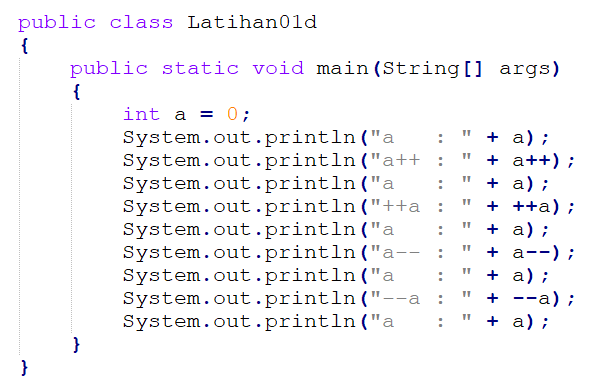 public class Latihan01d
{
    public static void main(String[] args)
    {
        int a = 0;
        System.out.println("a   : " + a);
        System.out.println("a++ : " + a++);
        System.out.println("a   : " + a);
        System.out.println("++a : " + ++a);
        System.out.println("a   : " + a);
        System.out.println("a-- : " + a--);
        System.out.println("a   : " + a);
        System.out.println("--a : " + --a);
        System.out.println("a   : " + a);
    }
}